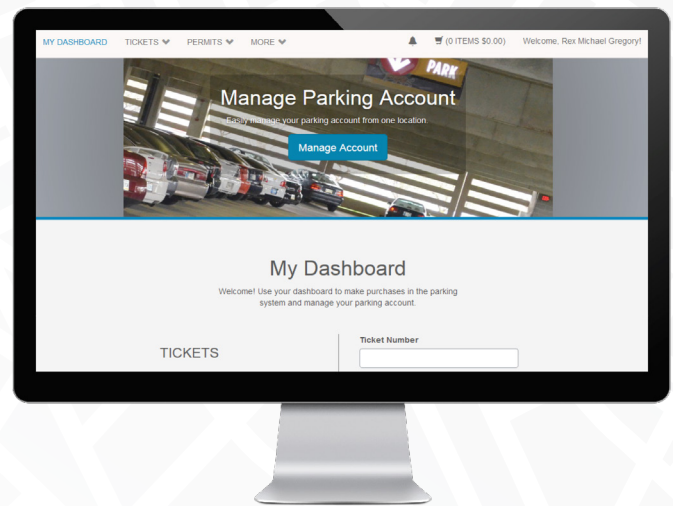 MY DASHBOARD TICKETS PERMITS MORE (0 ITEMS $0.00) Welcome, Rex Michael Gregory!
PARK
Manage Parking Account
Easily manage your parking account from one location.
Manage Account
My Dashboard
Welcome! Use your dashboard to make purchases in the parking
system and manage your parking account.
Ticket Number
TICKETS